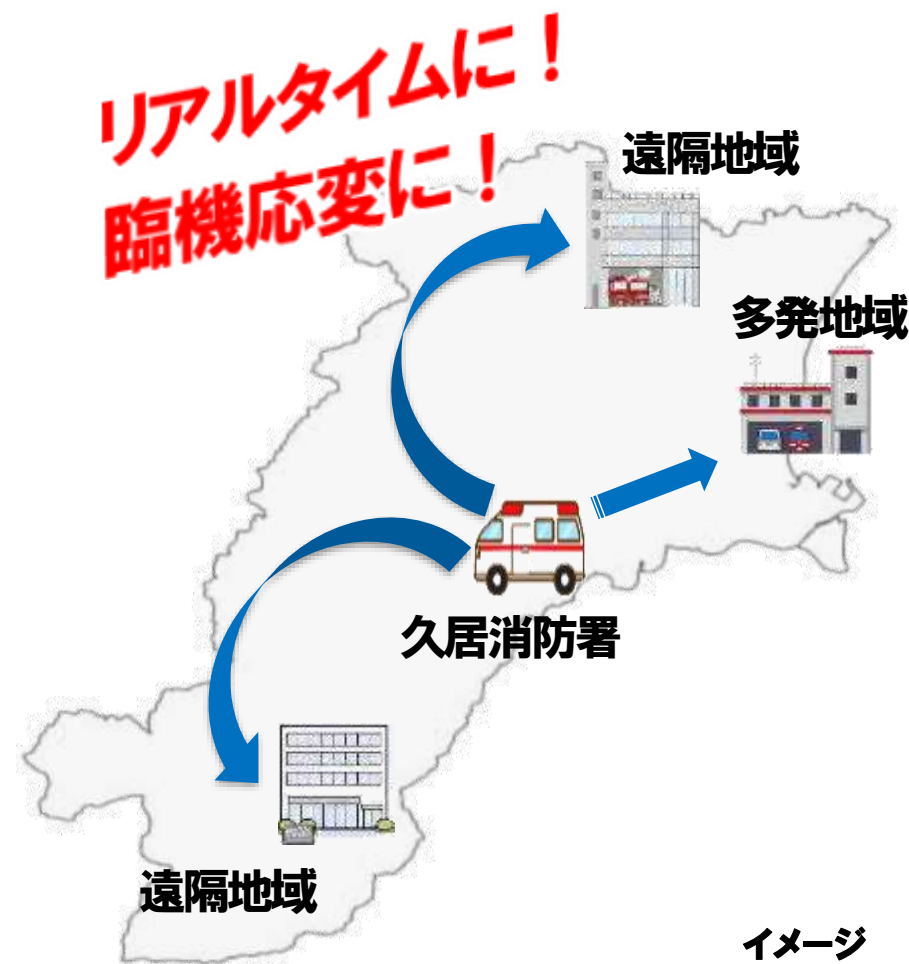 リアルタイムに！
臨機応変に！
遠隔地域
多発地域
久居消防署
遠隔地域
イメージ